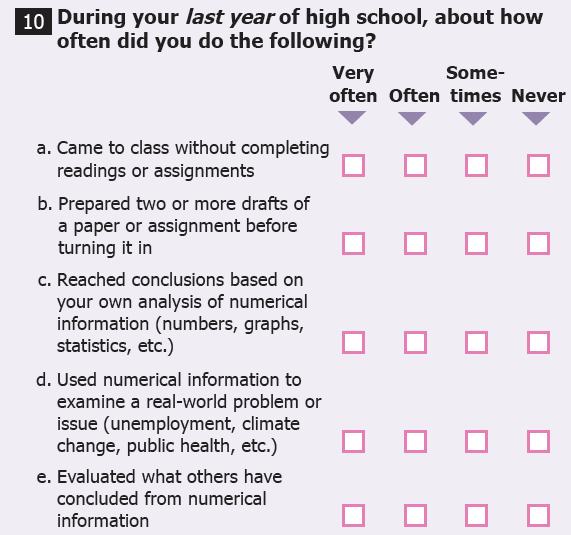 10 During your last year of high school, about how
often did you do the following?
Very Some-
often Often times Never
a. Came to class without completing
readings or assignments
b. Prepared two or more drafts of
a paper or assignment before
turning it in
c. Reached conclusions based on
your own analysis of numerical
information (numbers, graphs,
statistics, etc.)
d. Used numerical information to
examine a real-world problem or
issue (unemployment, climate
change, public health, etc.)
e. Evaluated what others have
concluded from numerical
information